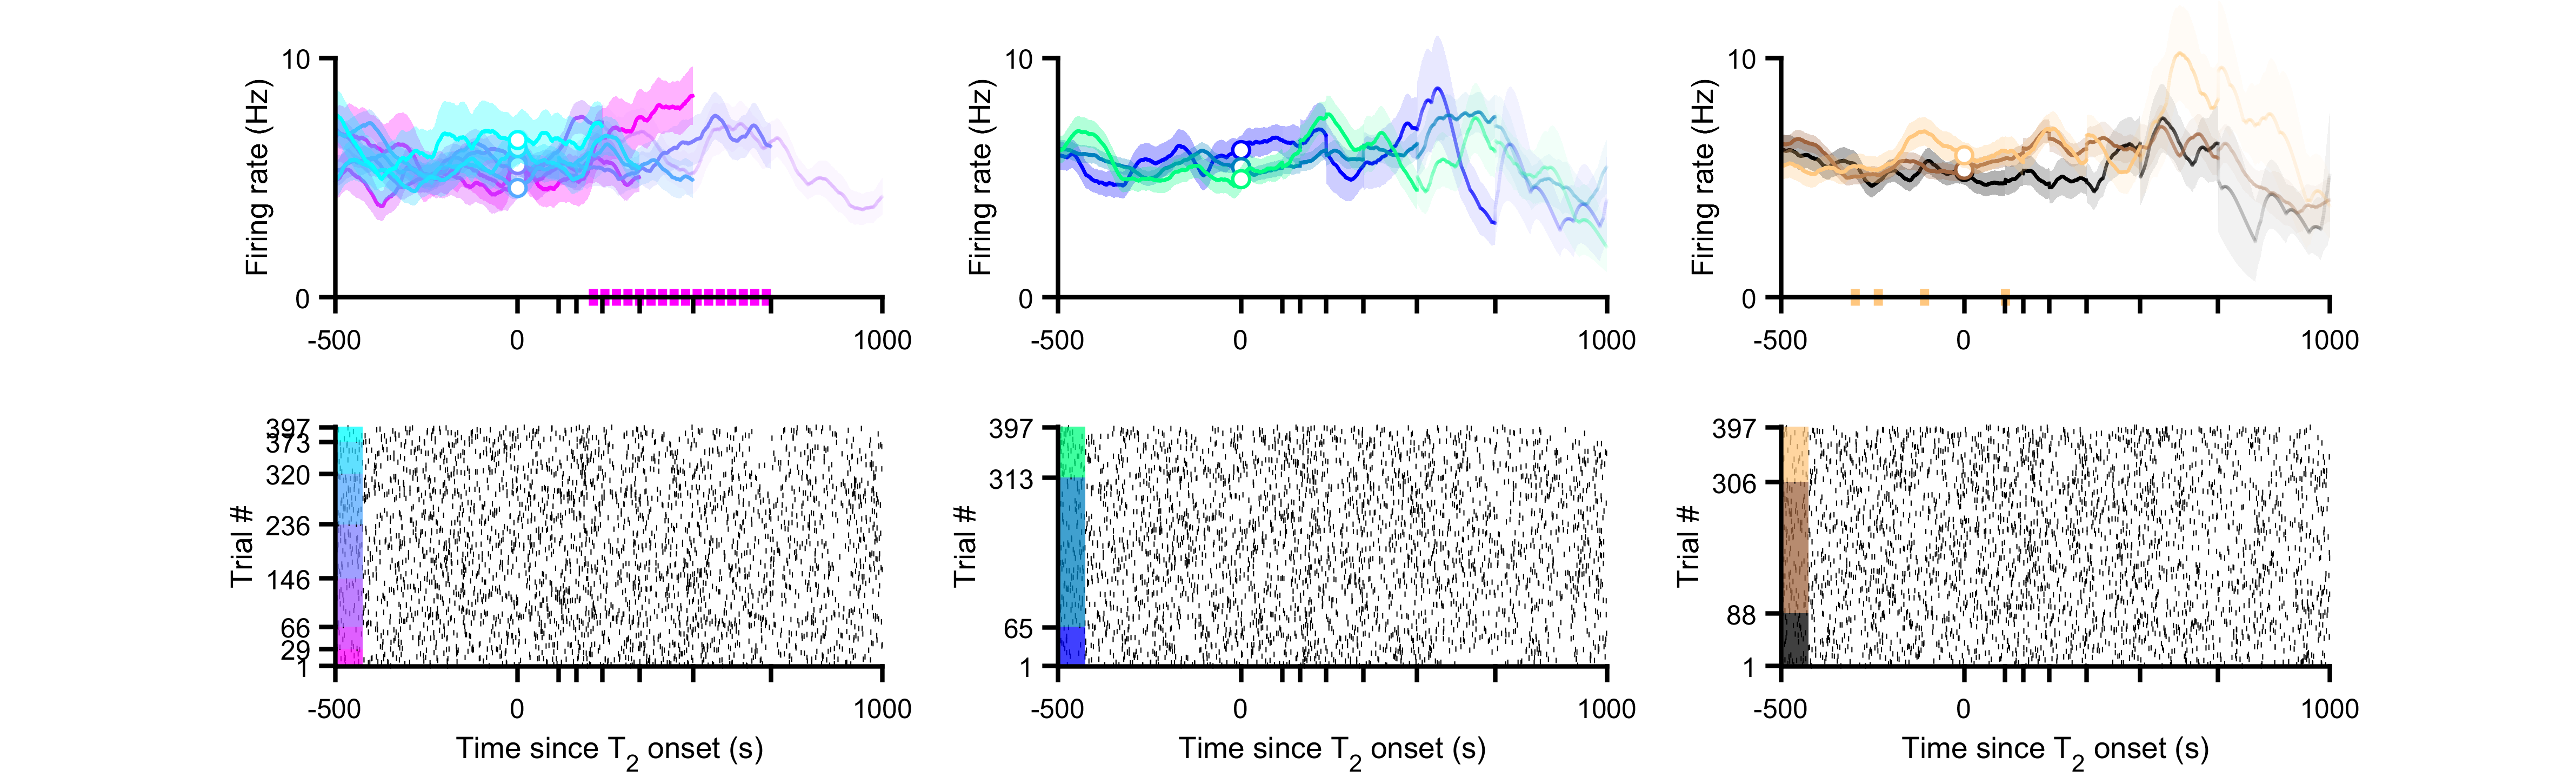 10
Firing rate (Hz)
0
-500 0 1000
10
Firing rate (Hz)
0
-500 0 1000
10
Firing rate (Hz)
0
-500 0 1000
397
373
320
236
146
66
29
1
Trial #
-500 0 1000
Time since T2 onset (s)
397
313
65
1
Trial #
-500 0 1000
Time since T2 onset (s)
397
306
88
1
Trial #
-500 0 1000
Time since T2 onset (s)